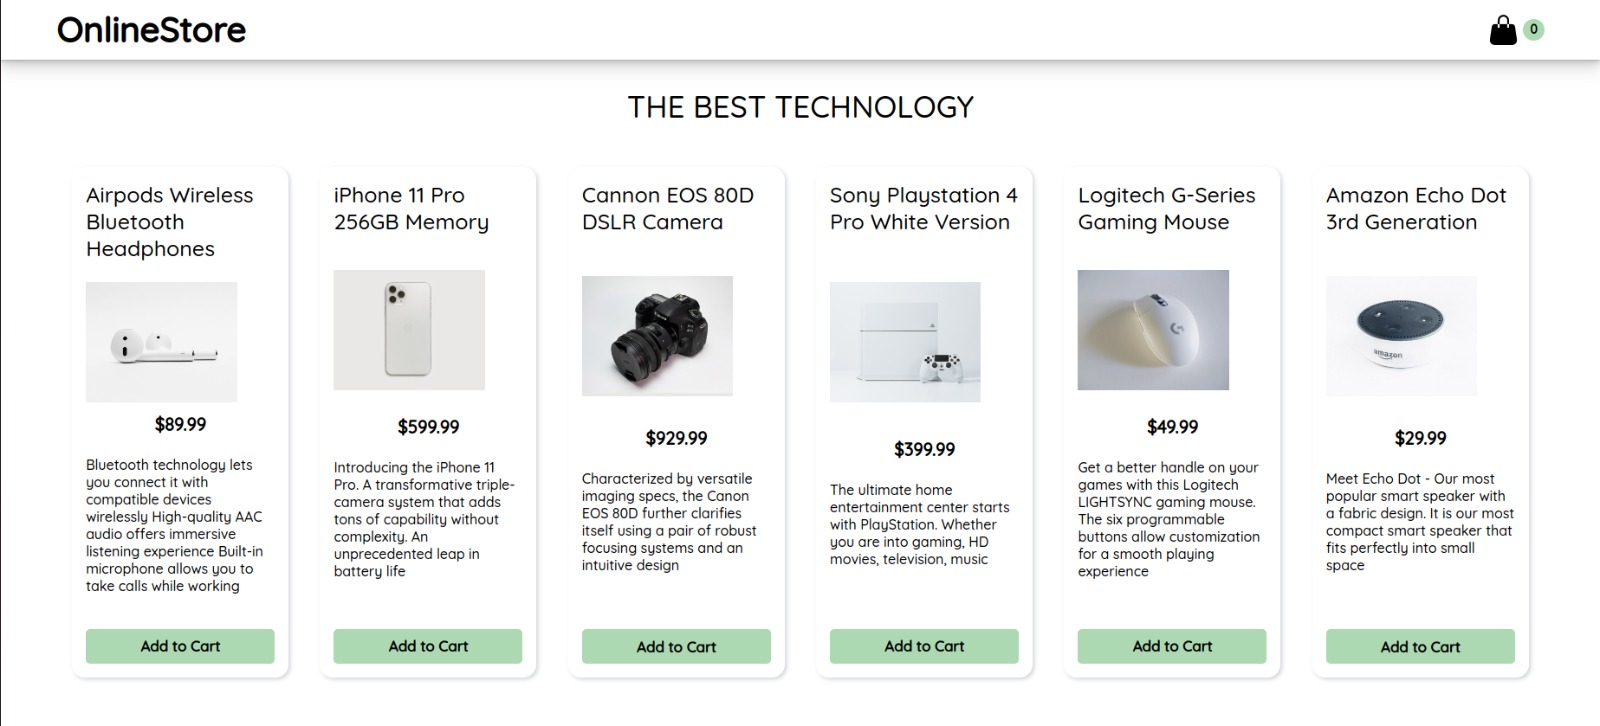 OnlineStore
0
THE BEST TECHNOLOGY
Airpods Wireless
Bluetooth
Headphones
$89.99
Bluetooth technology lets
you connect it with
compatible devices
wirelessly High-quality AAC
audio offers immersive
listening experience Built-in
microphone allows you to
take calls while working
Add to Cart
iPhone 11 Pro
256GB Memory
$599.99
Introducing the iPhone 11
Pro. A transformative triple-
camera system that adds
tons of capability without
complexity. An
unprecedented leap in
battery life
Add to Cart
Cannon EOS 80D
DSLR Camera
$929.99
Characterized by versatile
imaging specs, the Canon
EOS 80D further clarifies
itself using a pair of robust
focusing systems and an
intuitive design
Add to Cart
Sony Playstation 4
Pro White Version
$399.99
The ultimate home
entertainment center starts
with PlayStation. Whether
you are into gaming, HD
movies, television, music
Add to Cart
Logitech G-Series
Gaming Mouse
$49.99
Get a better handle on your
games with this Logitech
LIGHTSYNC gaming mouse.
The six programmable
buttons allow customization
for a smooth playing
experience
Add to Cart
Amazon Echo Dot
3rd Generation
amazon
$29.99
Meet Echo Dot - Our most
popular smart speaker with
a fabric design. It is our most
compact smart speaker that
fits perfectly into small
space
Add to Cart